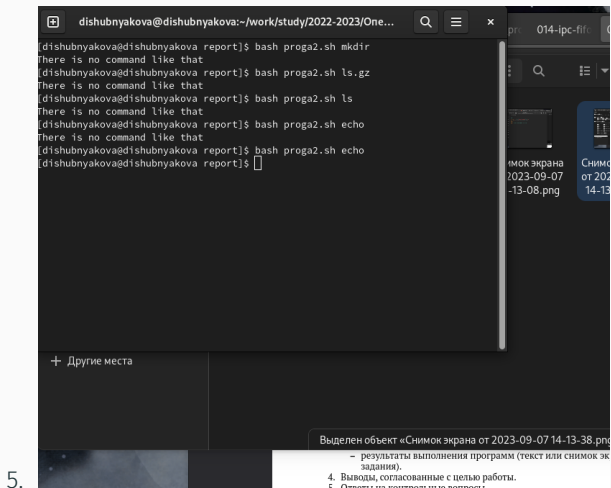 dishubnyakova@dishubnyakova:~/work/study/2022-2023/One...
[dishubnyakova@dishubnyakova report]$ bash proga2.sh mkdir
There is no command like that
[dishubnyakova@dishubnyakova report]$ bash proga2.sh ls.gz
There is no command like that
[dishubnyakova@dishubnyakova report]$ bash proga2.sh ls
There is no command like that
[dishubnyakova@dishubnyakova report]$ bash proga2.sh echo
There is no command like that
[dishubnyakova@dishubnyakova report]$ bash proga2.sh echo
[dishubnyakova@dishubnyakova report]$
014-ipc-fifo
экрана
2023-09-07
-13-08.png
от 202
14-13
Другие места
Выделен объект «Снимок экрана от 2023-09-07 14-13-38.png
– результаты выполнения программ (текст или снимок эк
задания).
4. Выводы, согласованные с целью работы.
5. Ответы на контрольные вопросы.
5.